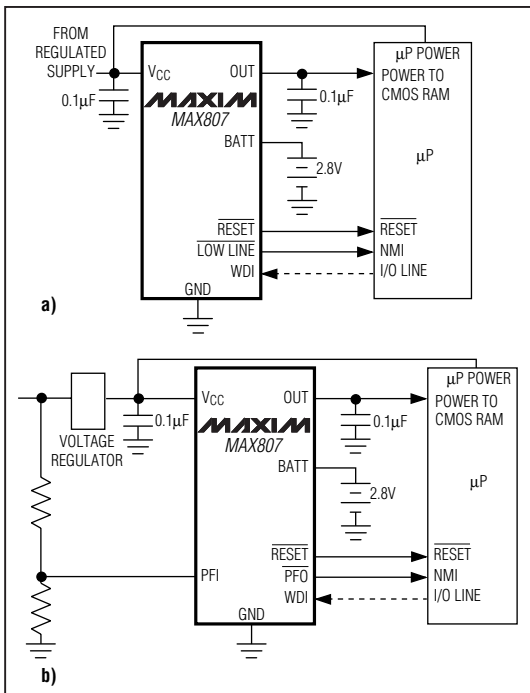 FROM
REGULATED
SUPPLY
VCC
OUT
0.1µF
MAXIM
MAX807
0.1µF
BATT
2.8V
RESET
LOW LINE
WDI
GND
µP POWER
POWER TO
CMOS RAM
µP
RESET
NMI
I/O LINE
a)
VOLTAGE
REGULATOR
0.1µF
VCC
OUT
MAXIM
MAX807
0.1µF
BATT
2.8V
RESET
PFI
PFO
WDI
GND
µP POWER
POWER TO
CMOS RAM
µP
RESET
NMI
I/O LINE
b)